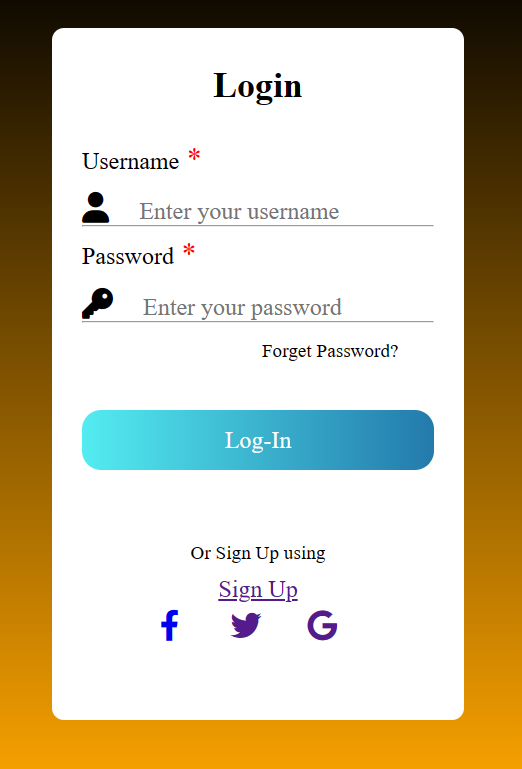 Login
Username *
Enter your username
Password *
Enter your password
Forget Password?
Log-In
Or Sign Up using
Sign Up